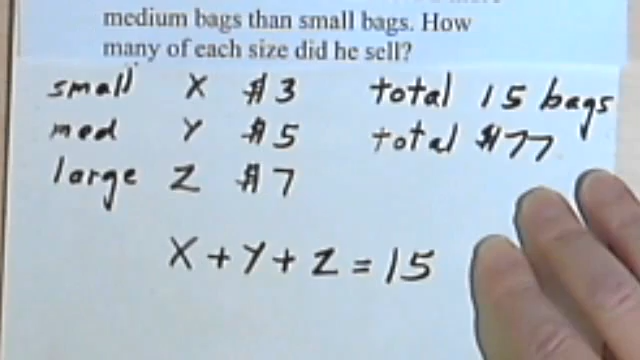 medium bags than small bags. How
many of each size did he sell?
small X $3 total 15 bags
med Y $5 total $77
large Z $7
X + Y + Z = 15